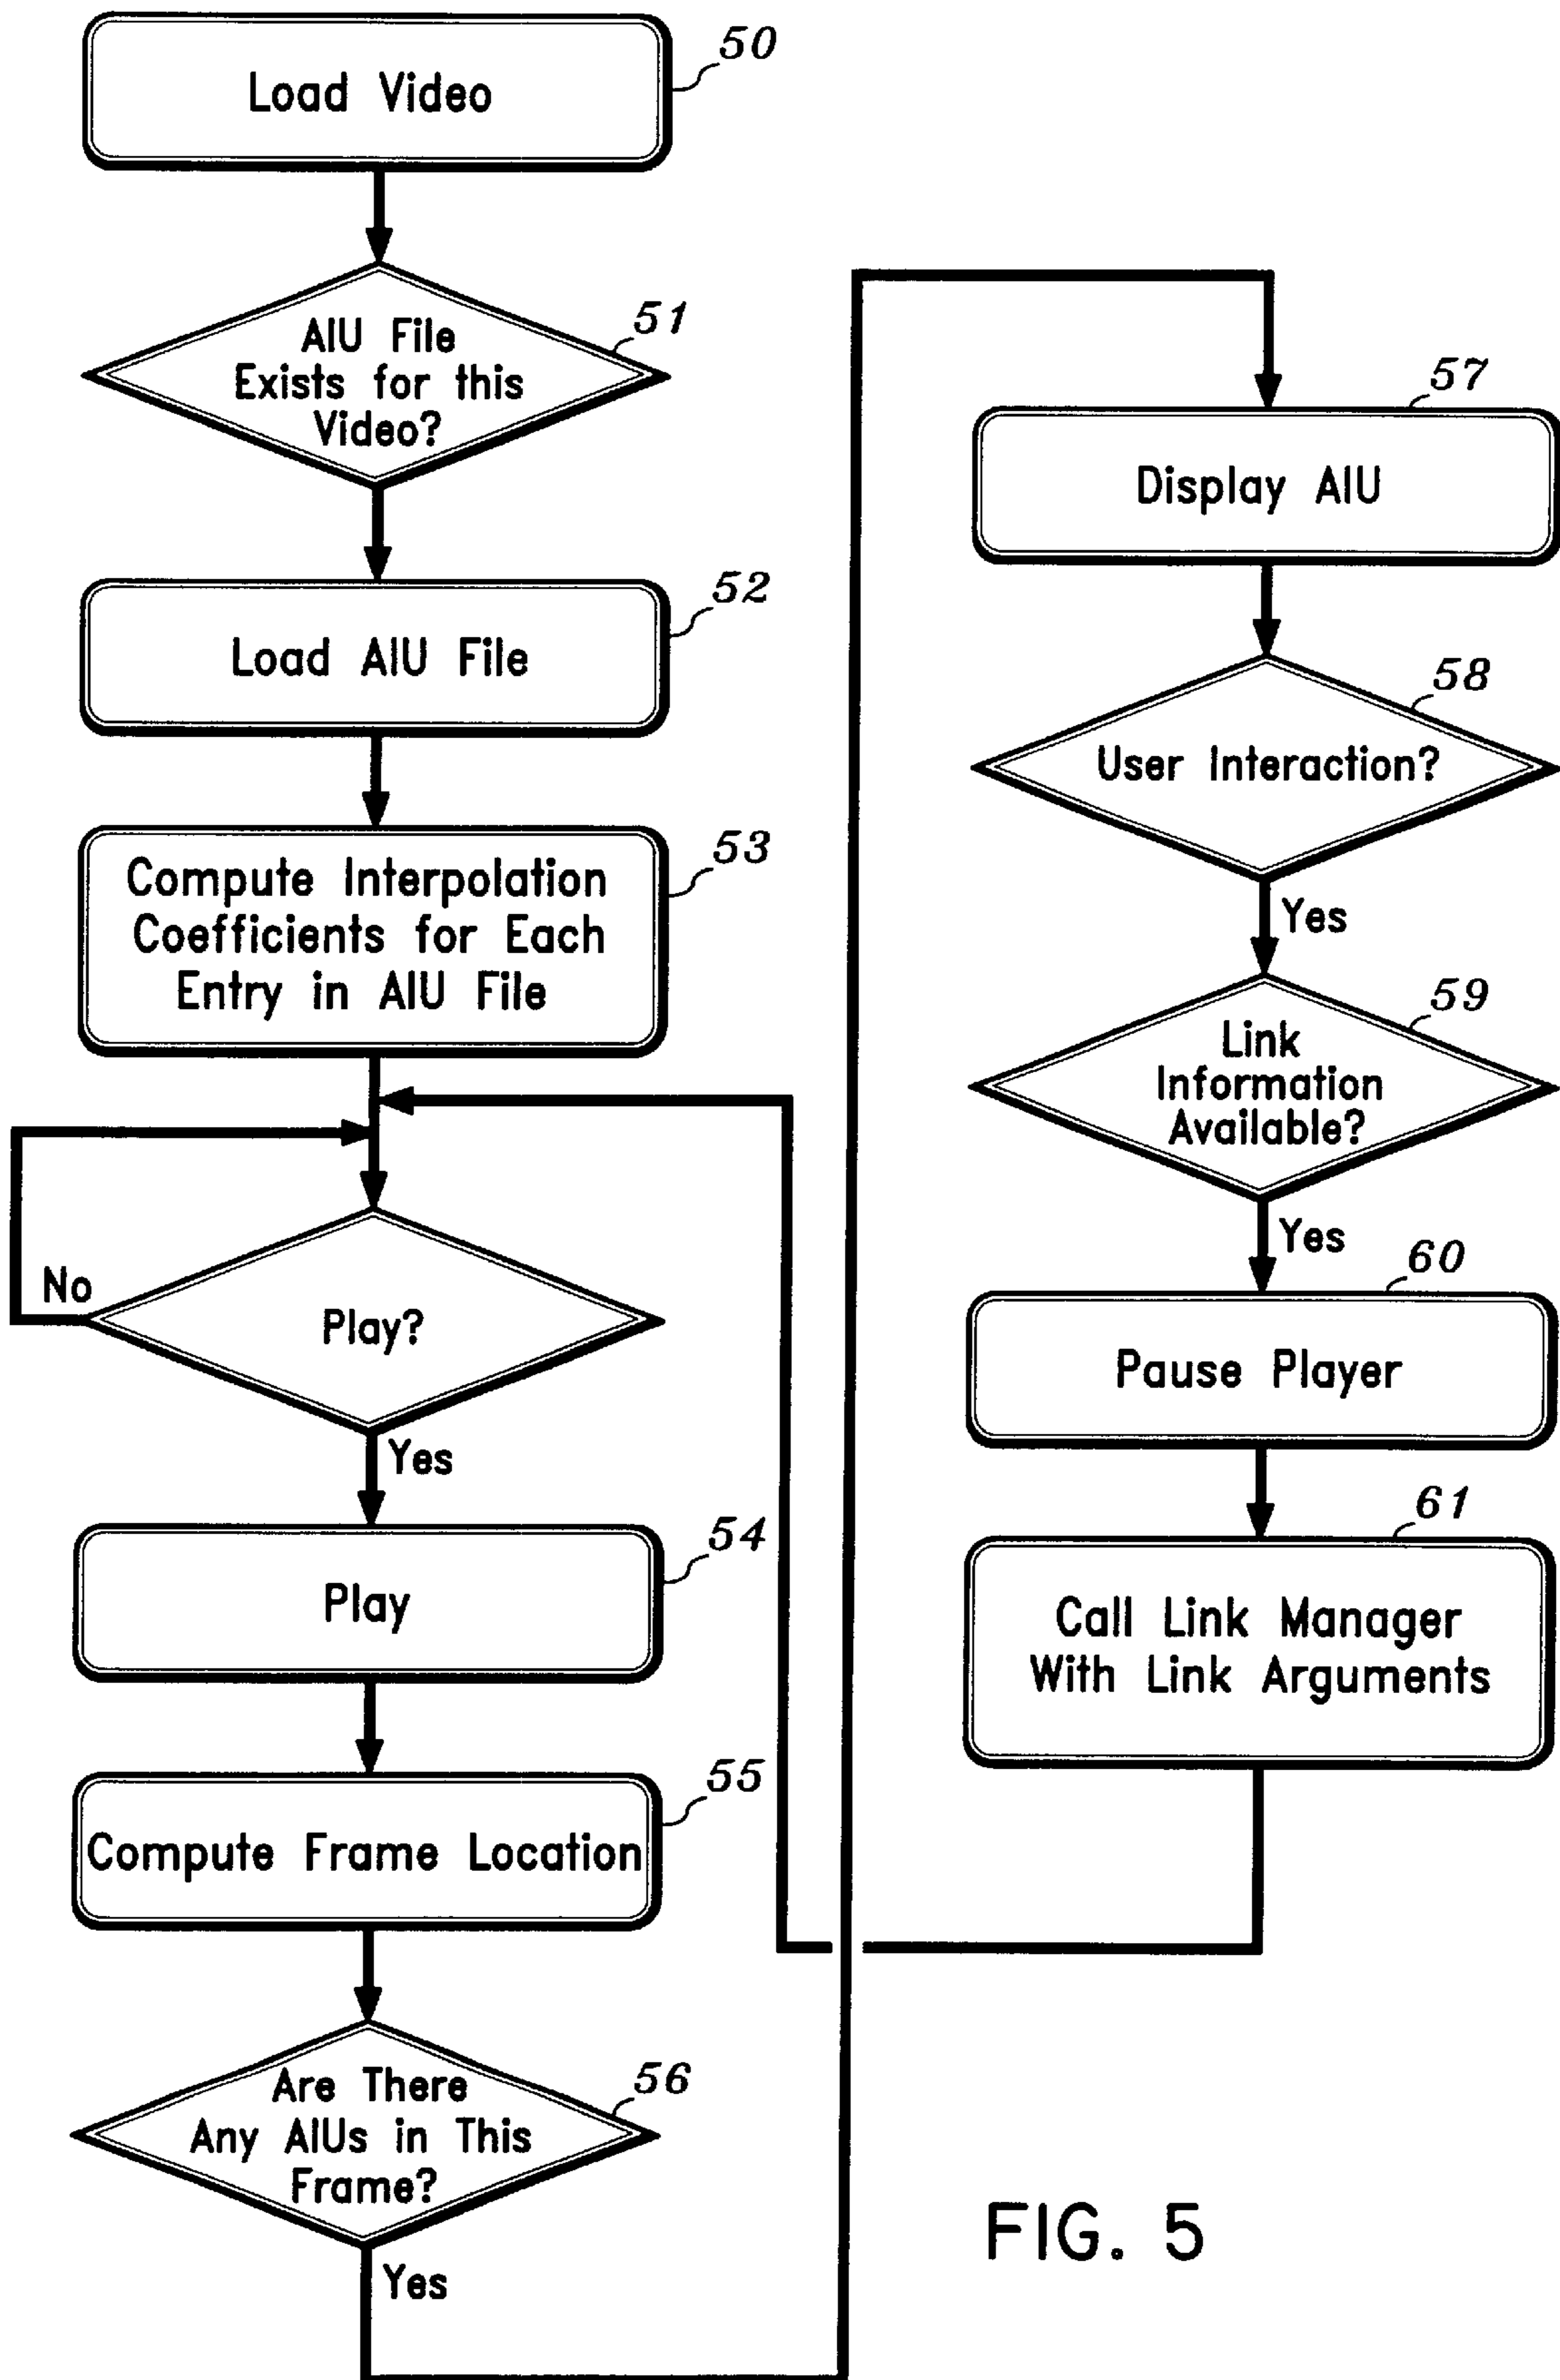 50
Load Video
51
AIU File
Exists for this
Video?
52
Load AIU File
53
Compute Interpolation
Coefficients for Each
Entry in AIU File
No
Play?
Yes
54
Play
55
Compute Frame Location
56
Are There
Any AIUs in This
Frame?
Yes
57
Display AIU
58
User Interaction?
Yes
59
Link
Information
Available?
Yes
60
Pause Player
61
Call Link Manager
With Link Arguments
FIG. 5